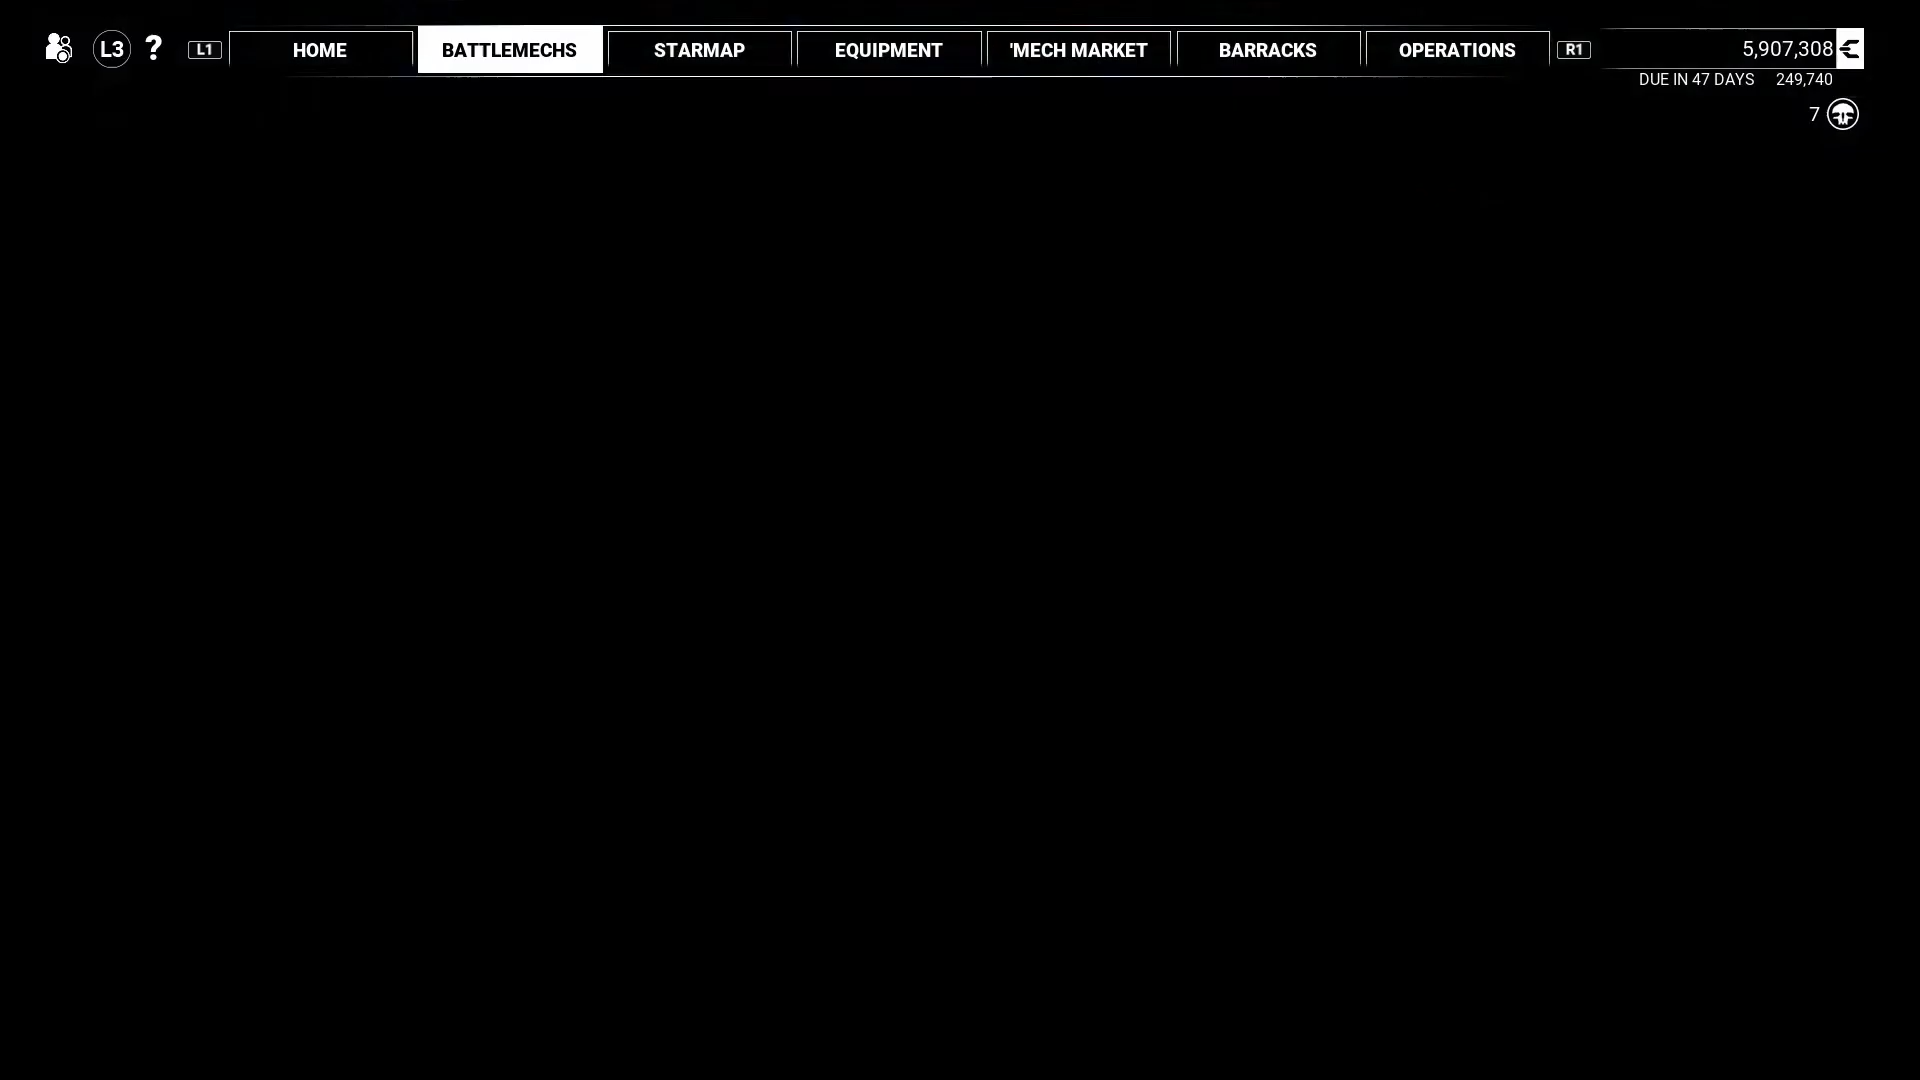 L3 ? L1 HOME BATTLEMECHS STARMAP EQUIPMENT 'MECH MARKET BARRACKS OPERATIONS R1 5,907,308
DUE IN 47 DAYS 249,740
7